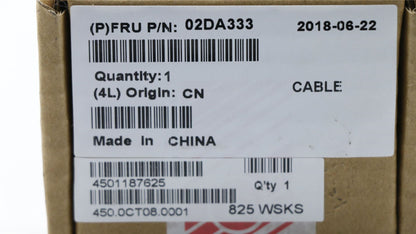 (P)FRU P/N: 02DA333 2018-06-22
Quantity: 1
(4L) Origin: CN CABLE
Made in CHINA
4501187625 Q'ty 1
450.0CT08.0001 825 WSKS